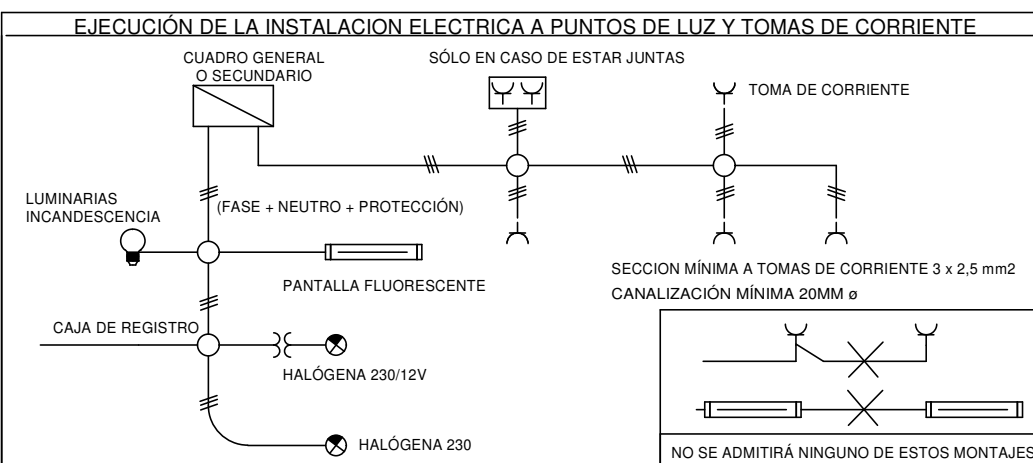 EJECUCIÓN DE LA INSTALACION ELECTRICA A PUNTOS DE LUZ Y TOMAS DE CORRIENTE
CUADRO GENERAL
O SECUNDARIO
SÓLO EN CASO DE ESTAR JUNTAS
TOMA DE CORRIENTE
LUMINARIAS
INCANDESCENCIA
(FASE + NEUTRO + PROTECCIÓN)
PANTALLA FLUORESCENTE
SECCION MÍNIMA A TOMAS DE CORRIENTE 3 x 2,5 mm2
CANALIZACIÓN MÍNIMA 20MM ø
CAJA DE REGISTRO
HALÓGENA 230/12V
HALÓGENA 230
NO SE ADMITIRÁ NINGUNO DE ESTOS MONTAJES